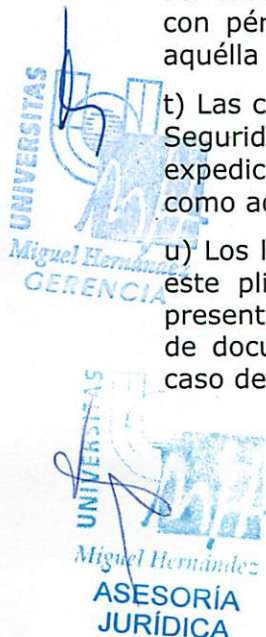 con pér
aquélla
t) Las c
Segurid
expedic
como ad
u) Los l
este pli
present
de docu
caso de
UNIVERSITAS
Miguel Hernández
GERENCIA
UNIVERSITAS
Miguel Hernández
ASESORÍA
JURÍDICA